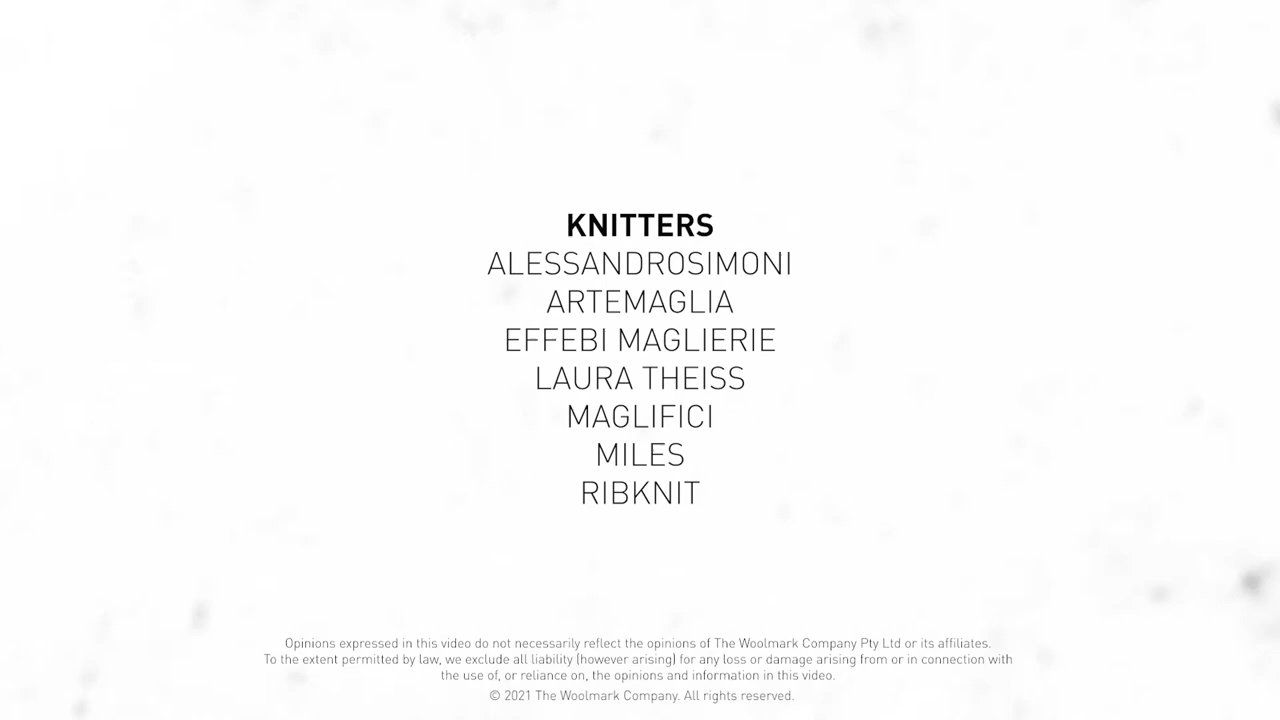 KNITTERS
ALESSANDROSIMONI
ARTEMAGLIA
EFFEBI MAGLIERIE
LAURA THEISS
MAGLIFICI
MILES
RIBKNIT
Opinions expressed in this video do not necessarily reflect the opinions of The Woolmark Company Pty Ltd or its affiliates.
To the extent permitted by law, we exclude all liability (however arising) for any loss or damage arising from or in connection with
the use of, or reliance on, the opinions and information in this video.
© 2021 The Woolmark Company. All rights reserved.